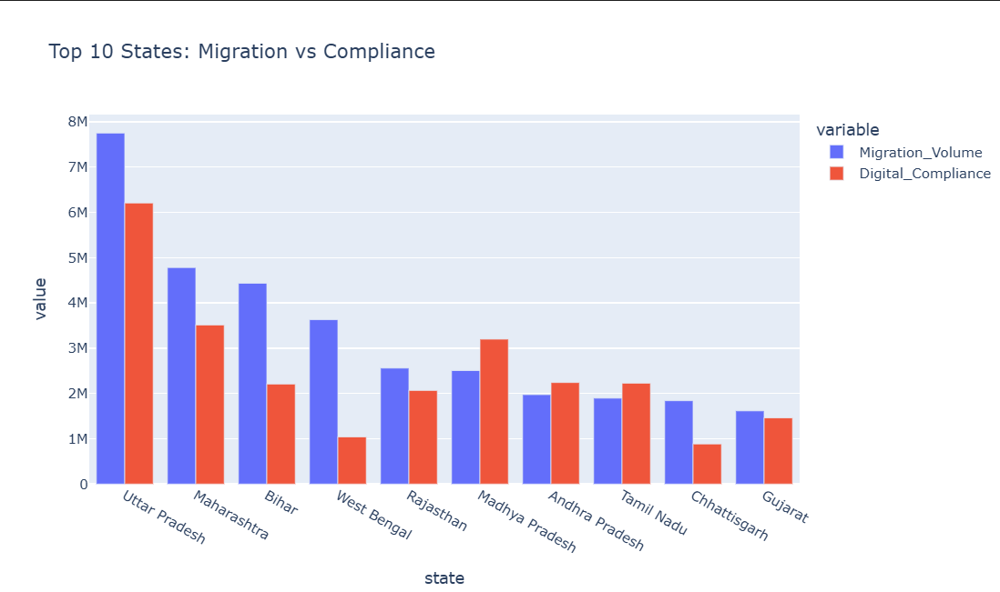 Top 10 States: Migration vs Compliance
variable
Migration_Volume
Digital_Compliance
value
8M
7M
6M
5M
4M
3M
2M
1M
0
Uttar Pradesh
Maharashtra
Bihar
West Bengal
Rajasthan
Madhya Pradesh
Andhra Pradesh
Tamil Nadu
Chhattisgarh
Gujarat
state